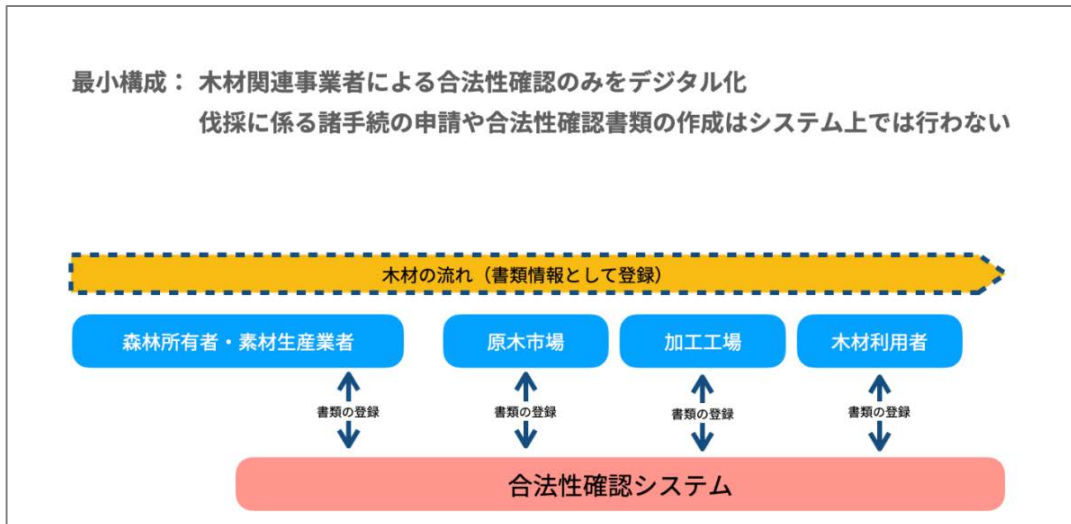 最小構成： 木材関連事業者による合法性確認のみをデジタル化
伐採に係る諸手続の申請や合法性確認書類の作成はシステム上では行わない
木材の流れ（書類情報として登録）
森林所有者・素材生産業者
原木市場
加工工場
木材利用者
書類の登録
書類の登録
書類の登録
書類の登録
合法性確認システム